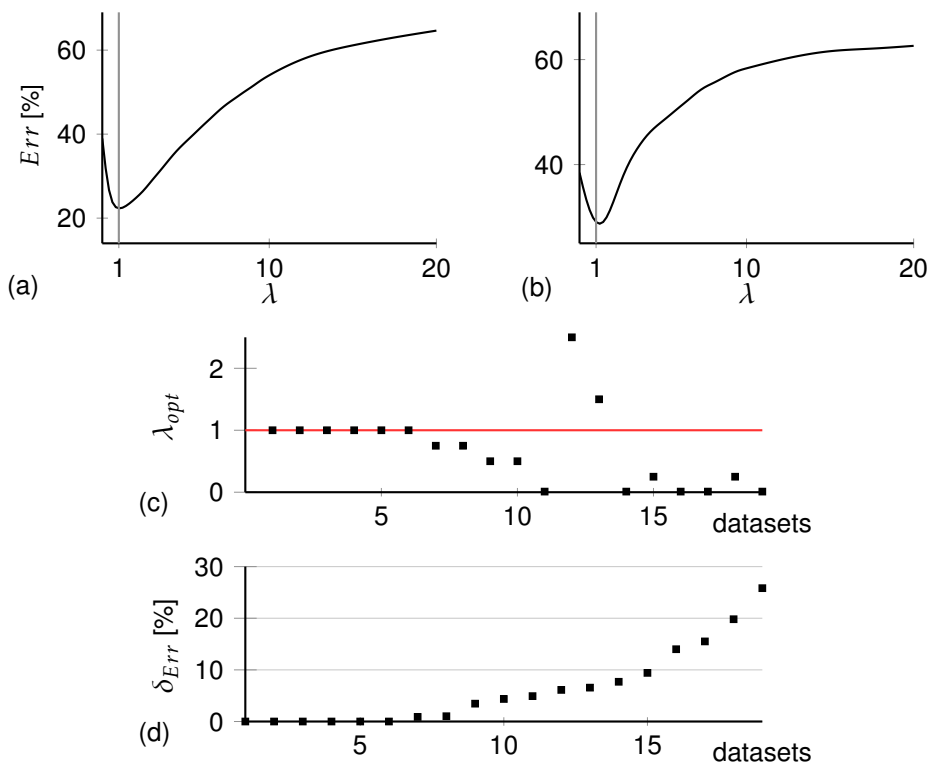 60
40
20
Err [%]
1 10 20
λ
(a)
60
40
1 10 20
λ
(b)
2
1
0
λopt
5 10 15 datasets
(c)
30
20
10
0
δErr [%]
5 10 15 datasets
(d)